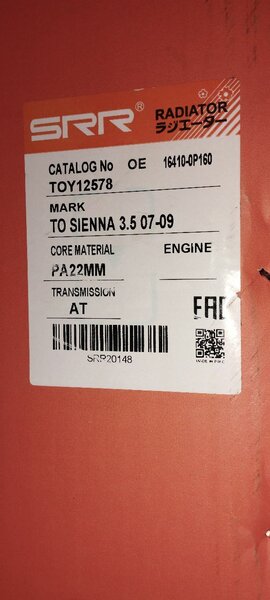 SRR® RADIATOR
ラジエーター
CATALOG No OE 16410-0P160
TOY12578
MARK
TO SIENNA 3.5 07-09
CORE MATERIAL ENGINE
PA22MM
TRANSMISSION
AT
EAC
SRP20148